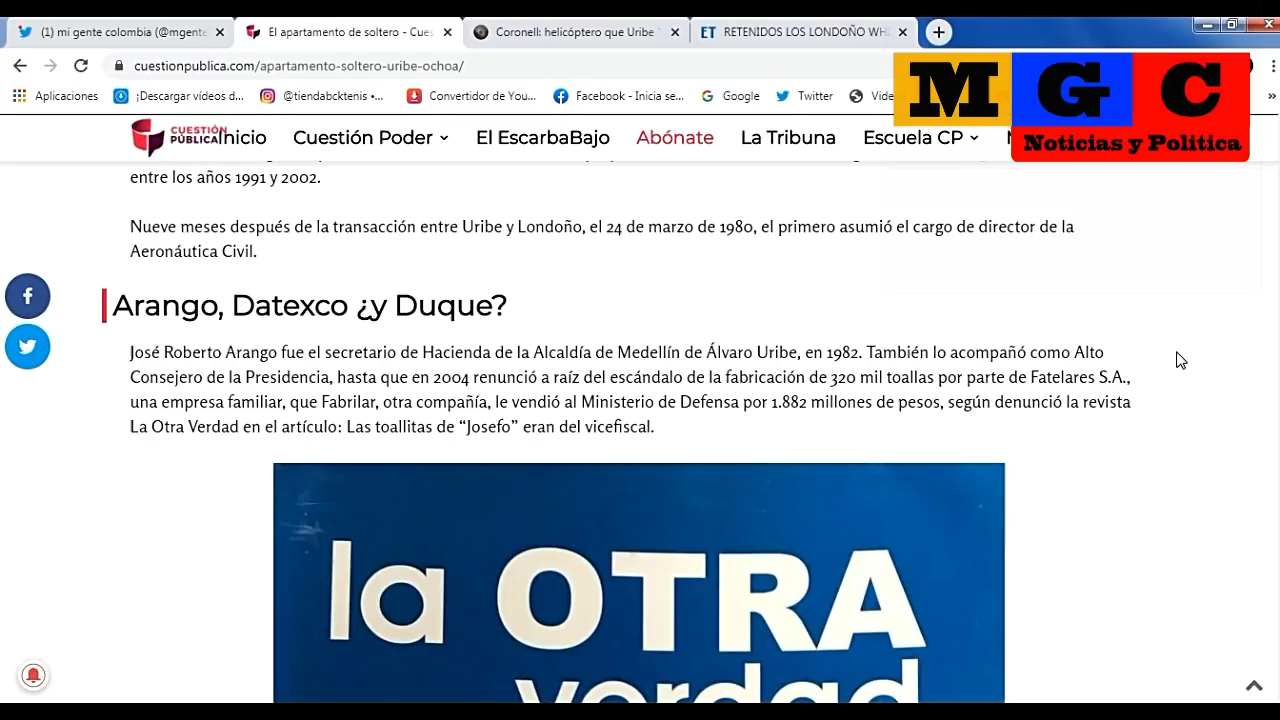 (1) mi gente colombia (@mgente
El apartamento de soltero - Cues
Coronell helicóptero que Uribe "
ET RETENIDOS LOS LONDOÑO WHI
cuestionpublica.com/apartamento-soltero-uribe-ochoa/
Aplicaciones
¡Descargar vídeos d...
@tiendabcktenis •...
Convertidor de You...
Facebook - Inicia se...
Google
Twitter
»
M G C
Noticias y Politica
CUESTIÓN
PÚBLICA
Inicio
Cuestión Poder
El EscarbaBajo
Abónate
La Tribuna
Escuela CP
entre los años 1991 y 2002.
Nueve meses después de la transacción entre Uribe y Londoño, el 24 de marzo de 1980, el primero asumió el cargo de director de la
Aeronáutica Civil.
Arango, Datexco ¿y Duque?
José Roberto Arango fue el secretario de Hacienda de la Alcaldía de Medellín de Álvaro Uribe, en 1982. También lo acompañó como Alto
Consejero de la Presidencia, hasta que en 2004 renunció a raíz del escándalo de la fabricación de 320 mil toallas por parte de Fatelares S.A.,
una empresa familiar, que Fabrilar, otra compañía, le vendió al Ministerio de Defensa por 1.882 millones de pesos, según denunció la revista
La Otra Verdad en el artículo: Las toallitas de “Josefo” eran del vicefiscal.
la OTRA
verdad